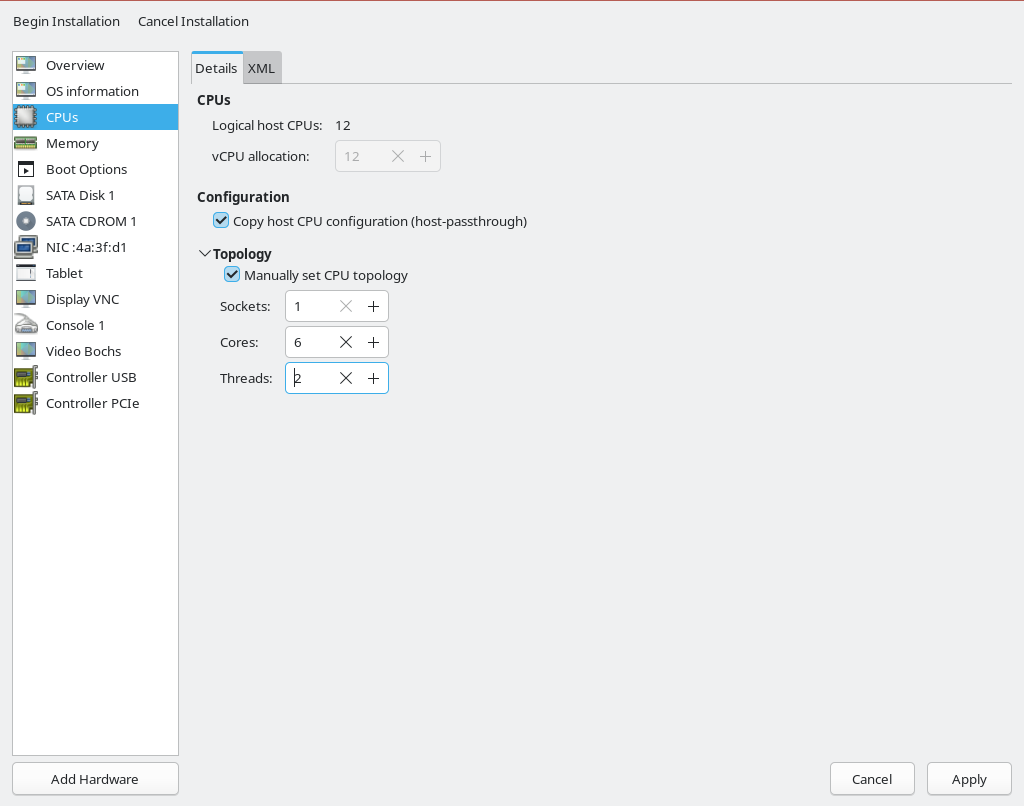 Begin Installation Cancel Installation
Overview
OS information
CPUs
Memory
Boot Options
SATA Disk 1
SATA CDROM 1
NIC :4a:3f:d1
Tablet
Display VNC
Console 1
Video Bochs
Controller USB
Controller PCIe
Add Hardware
Details XML
CPUs
Logical host CPUs: 12
vCPU allocation: 12
Configuration
Copy host CPU configuration (host-passthrough)
Topology
Manually set CPU topology
Sockets: 1
Cores: 6
Threads: 2
Cancel Apply